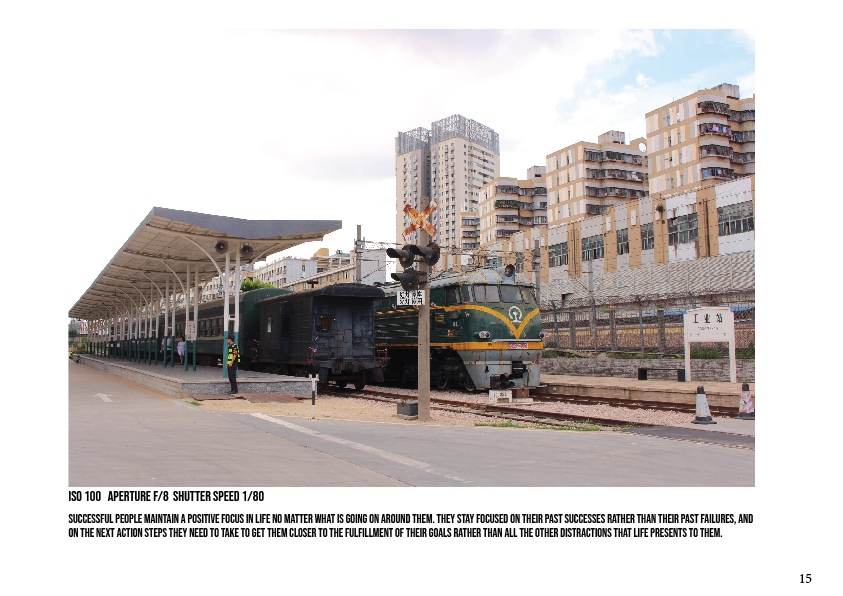 工业站
ISO 100 APERTURE F/8 SHUTTER SPEED 1/80
SUCCESSFUL PEOPLE MAINTAIN A POSITIVE FOCUS IN LIFE NO MATTER WHAT IS GOING ON AROUND THEM. THEY STAY FOCUSED ON THEIR PAST SUCCESSES RATHER THAN THEIR PAST FAILURES, AND
ON THE NEXT ACTION STEPS THEY NEED TO TAKE TO GET THEM CLOSER TO THE FULFILLMENT OF THEIR GOALS RATHER THAN ALL THE OTHER DISTRACTIONS THAT LIFE PRESENTS TO THEM.
15